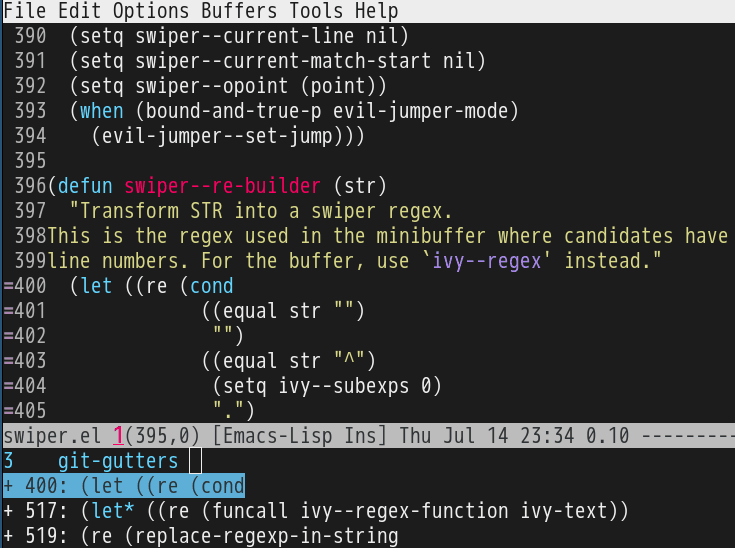 File Edit Options Buffers Tools Help
390  (setq swiper--current-line nil)
391  (setq swiper--current-match-start nil)
392  (setq swiper--opoint (point))
393  (when (bound-and-true-p evil-jumper-mode)
394    (evil-jumper--set-jump)))
395
396(defun swiper--re-builder (str)
397  "Transform STR into a swiper regex.
398This is the regex used in the minibuffer where candidates have
399line numbers. For the buffer, use `ivy--regex' instead."
=400  (let ((re (cond
=401              ((equal str "")
=402               "")
=403              ((equal str "^")
=404               (setq ivy--subexps 0)
=405               ".")
swiper.el 1(395,0) [Emacs-Lisp Ins] Thu Jul 14 23:34 0.10 ---------
3    git-gutters
+ 400: (let ((re (cond
+ 517: (let* ((re (funcall ivy--regex-function ivy-text))
+ 519: (re (replace-regexp-in-string